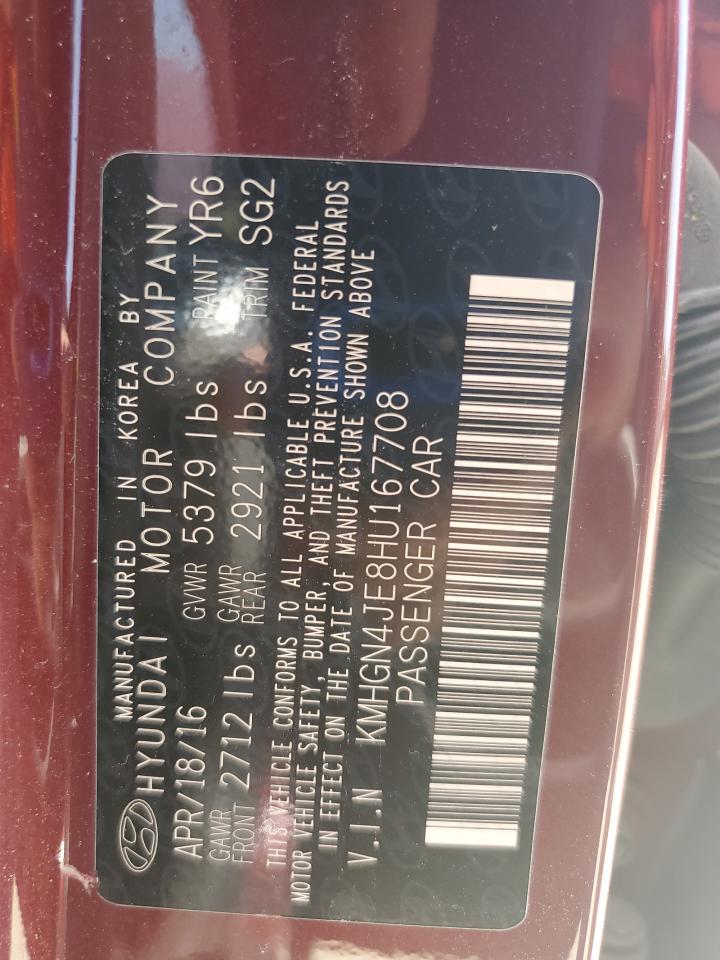 MANUFACTURED IN KOREA BY
HYUNDAI MOTOR COMPANY
APR/18/16 GVWR 5379 lbs PAINT YR6
GAWR FRONT 2712 lbs GAWR REAR 2921 lbs TRIM SG2
THIS VEHICLE CONFORMS TO ALL APPLICABLE U.S.A. FEDERAL
MOTOR VEHICLE SAFETY, BUMPER, AND THEFT PREVENTION STANDARDS
IN EFFECT ON THE DATE OF MANUFACTURE SHOWN ABOVE
V.I.N KMHGN4JE8HU167708
PASSENGER CAR